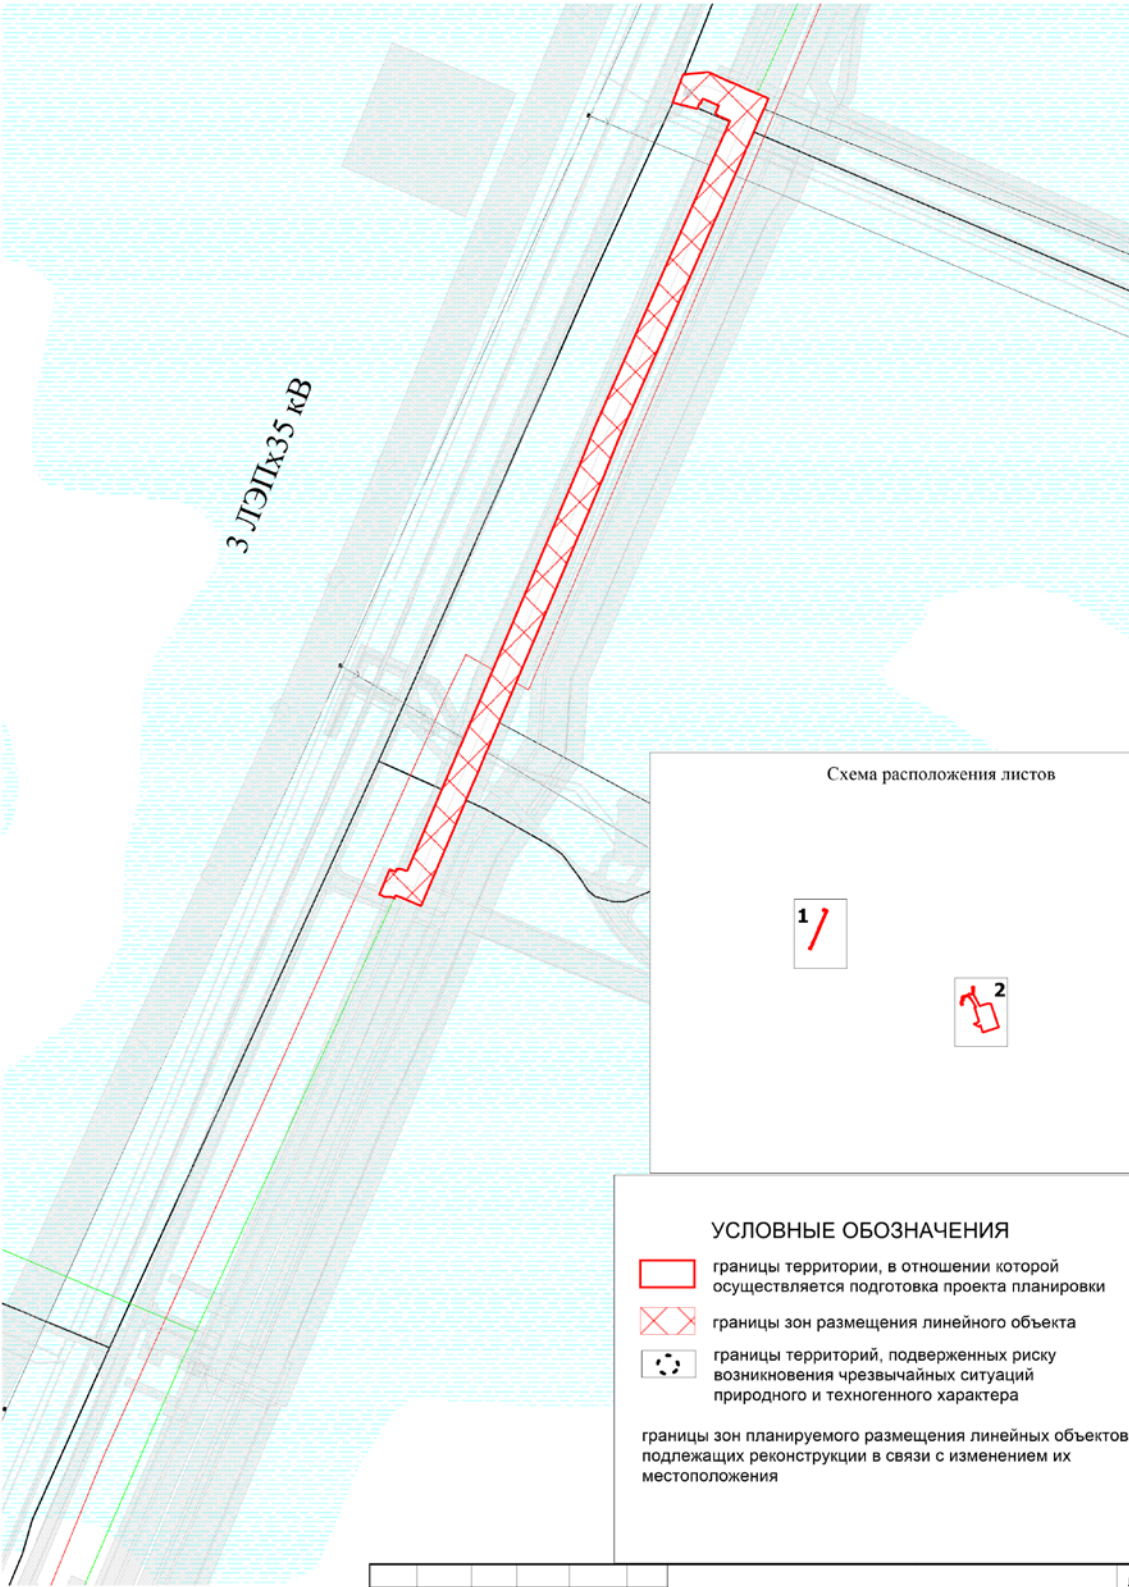 3 ЛЭПх35 кВ
Схема расположения листов
1
2
УСЛОВНЫЕ ОБОЗНАЧЕНИЯ
границы территории, в отношении которой
осуществляется подготовка проекта планировки
границы зон размещения линейного объекта
границы территорий, подверженных риску
возникновения чрезвычайных ситуаций
природного и техногенного характера
границы зон планируемого размещения линейных объектов
подлежащих реконструкции в связи с изменением их
местоположения